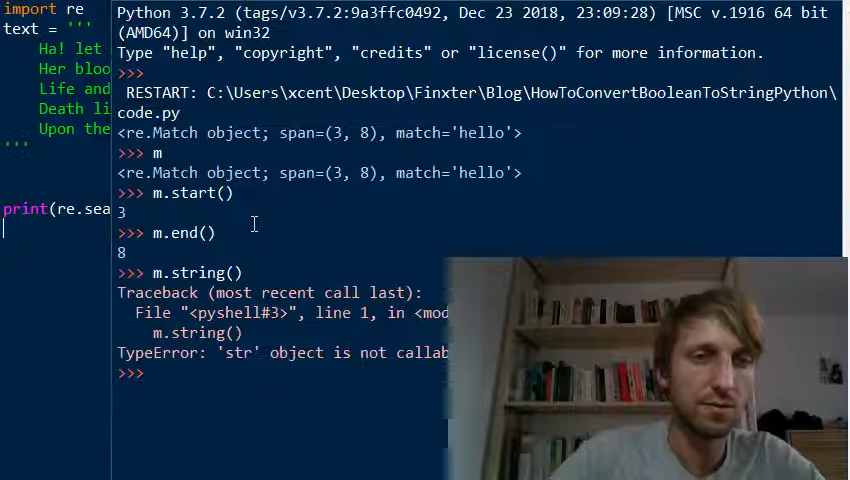 import re
text = '''
Ha! let
Her bloo
Life and
Death li
Upon the
'''
print(re.sea
Python 3.7.2 (tags/v3.7.2:9a3ffc0492, Dec 23 2018, 23:09:28) [MSC v.1916 64 bit
(AMD64)] on win32
Type "help", "copyright", "credits" or "license()" for more information.
>>>
RESTART: C:\Users\xcent\Desktop\Finxter\Blog\HowToConvertBooleanToStringPython\
code.py
<re.Match object; span=(3, 8), match='hello'>
>>> m
<re.Match object; span=(3, 8), match='hello'>
>>> m.start()
3
>>> m.end()
8
>>> m.string()
Traceback (most recent call last):
File "<pyshell#3>", line 1, in <mod
m.string()
TypeError: 'str' object is not callab
>>>